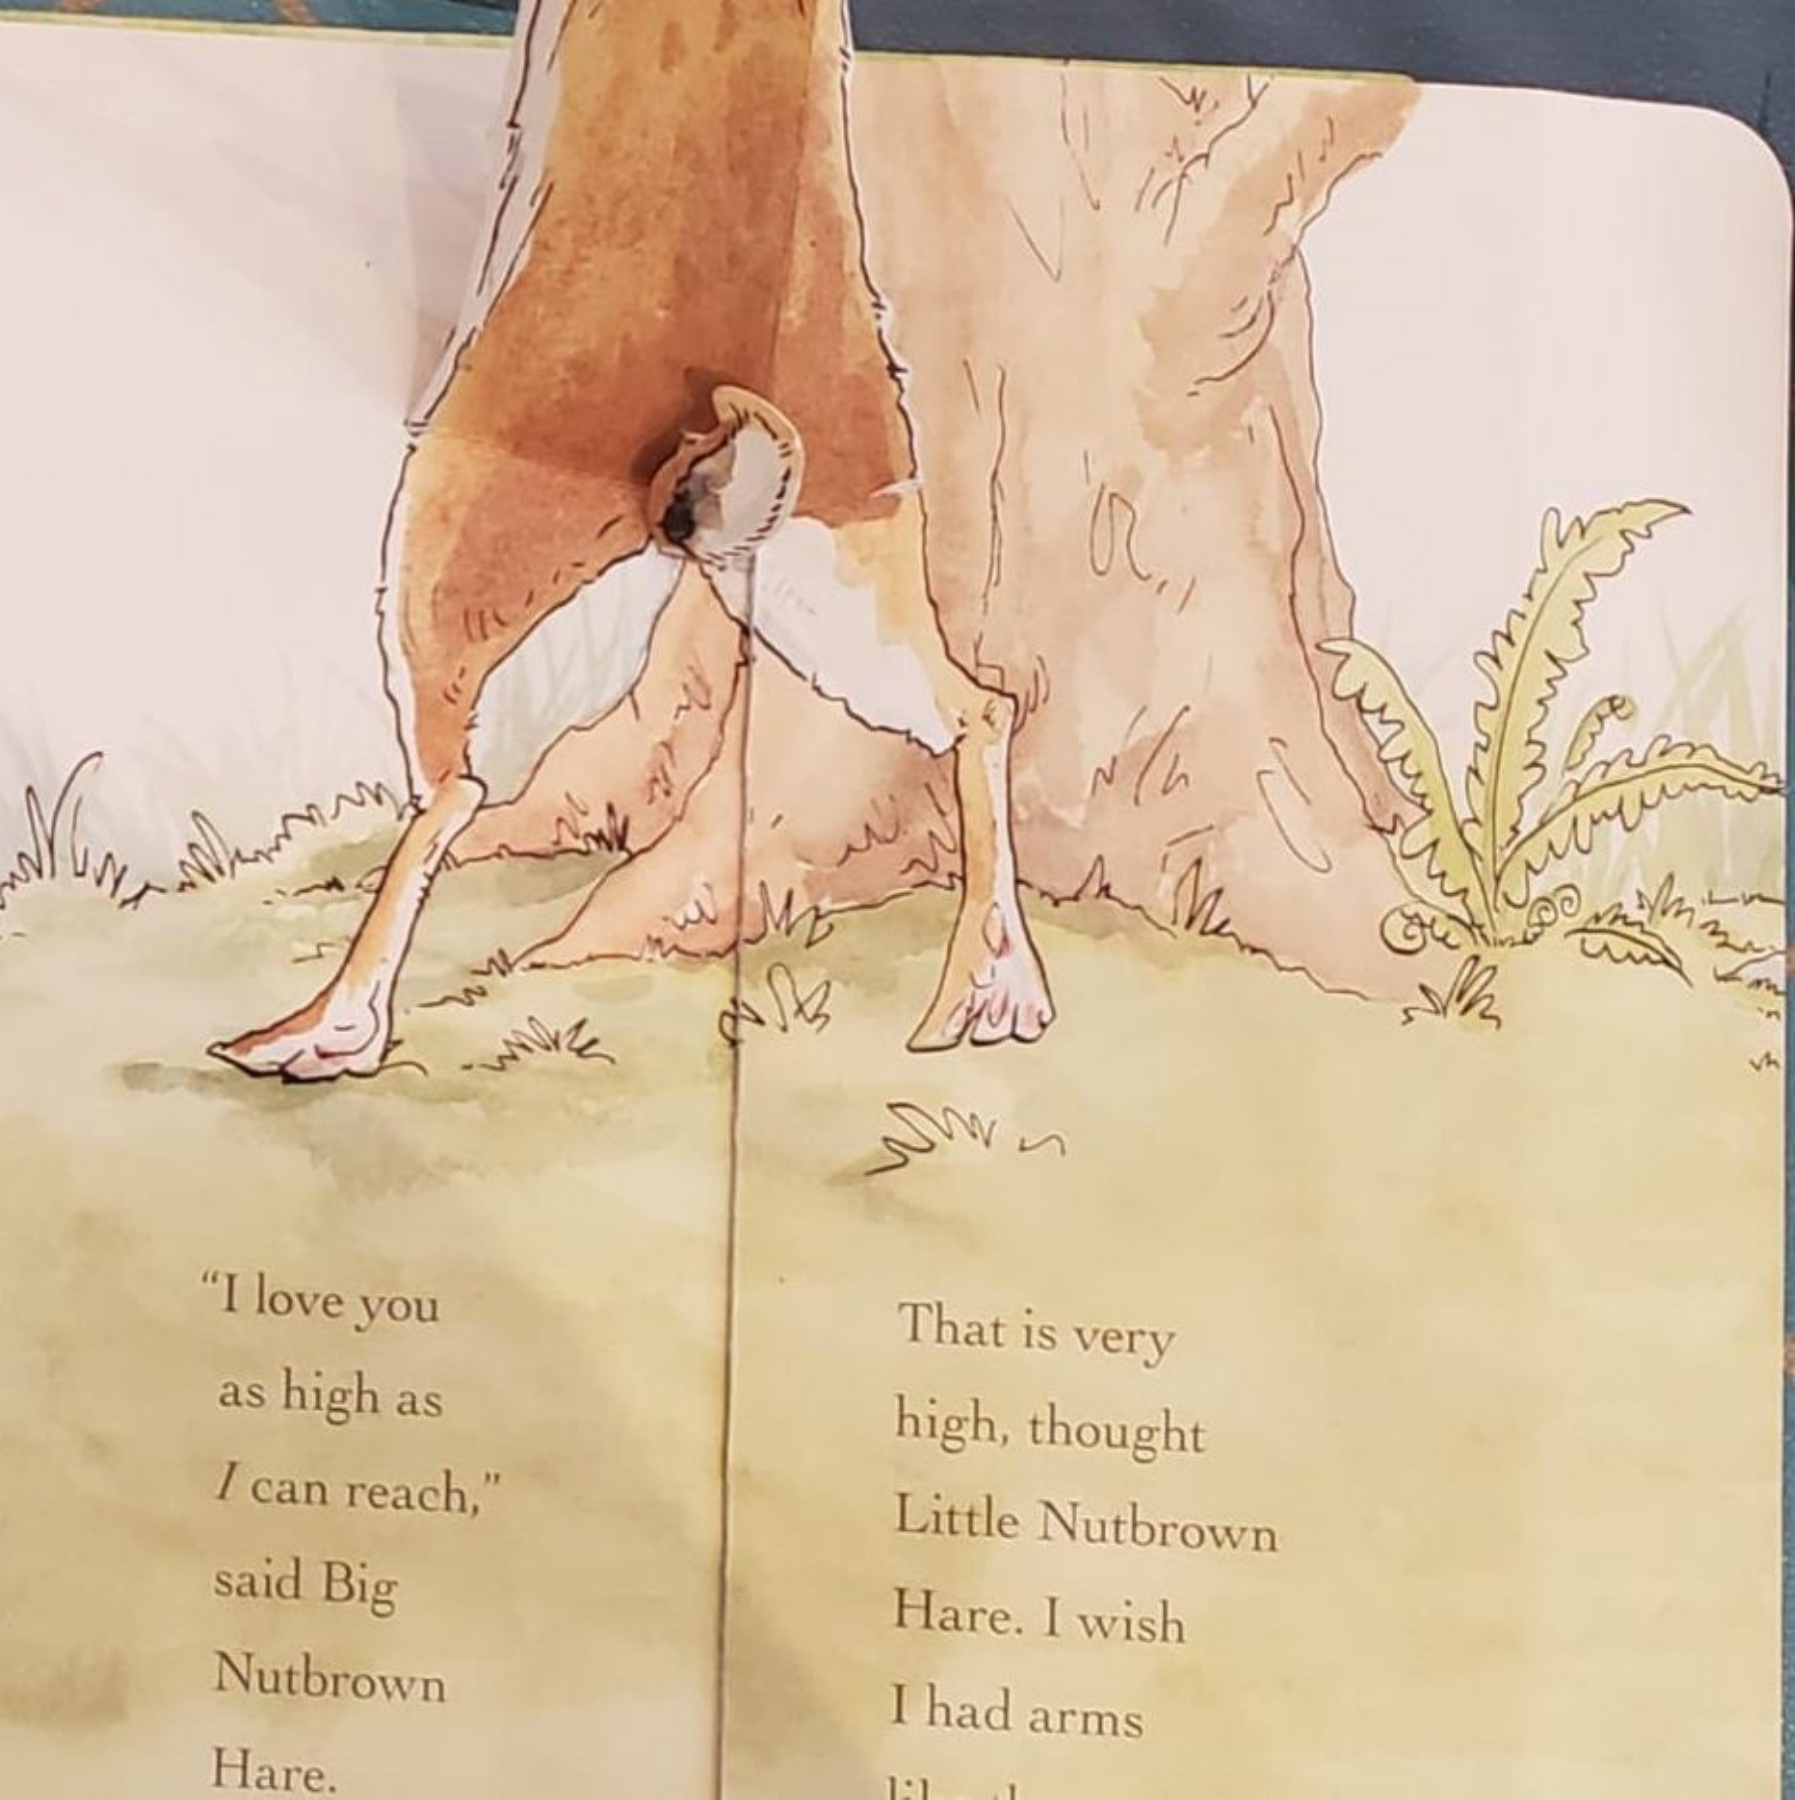 “I love you
as high as
I can reach,”
said Big
Nutbrown
Hare.
That is very
high, thought
Little Nutbrown
Hare. I wish
I had arms